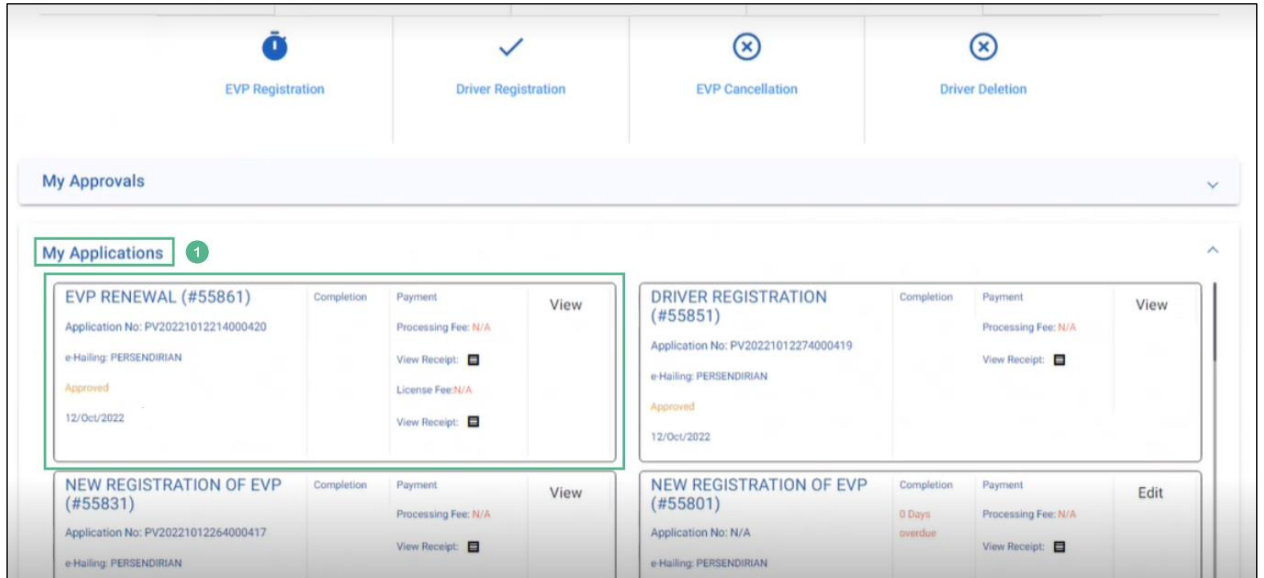 EVP Registration
Driver Registration
EVP Cancellation
Driver Deletion
My Approvals
My Applications 1
EVP RENEWAL (#55861)
Application No: PV20221012214000420
e-Hailing: PERSENDIRIAN
Approved
12/Oct/2022
Completion
Payment
Processing Fee: N/A
View Receipt:
License Fee:N/A
View Receipt:
View
DRIVER REGISTRATION
(#55851)
Application No: PV20221012274000419
e-Hailing: PERSENDIRIAN
Approved
12/Oct/2022
Completion
Payment
Processing Fee: N/A
View Receipt:
View
NEW REGISTRATION OF EVP
(#55831)
Application No: PV20221012264000417
e-Hailing: PERSENDIRIAN
Completion
Payment
Processing Fee: N/A
View Receipt:
View
NEW REGISTRATION OF EVP
(#55801)
Application No: N/A
e-Hailing: PERSENDIRIAN
Completion
0 Days
overdue
Payment
Processing Fee: N/A
View Receipt:
Edit